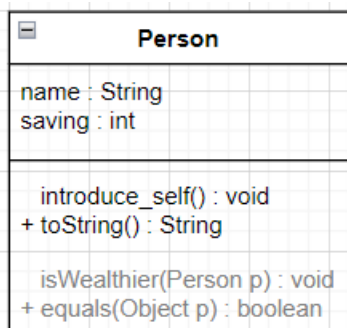 Person
name : String
saving : int
introduce_self() : void
+ toString() : String
isWealthier(Person p) : void
+ equals(Object p) : boolean